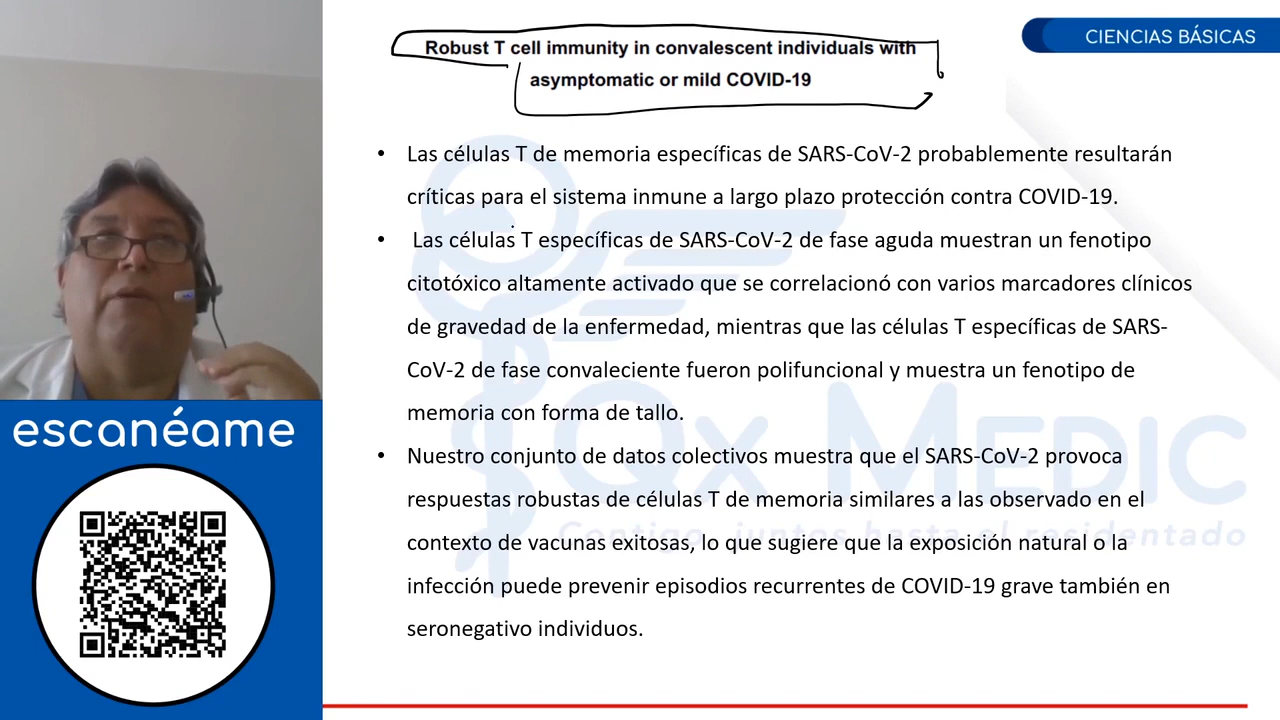 CIENCIAS BÁSICAS
Robust T cell immunity in convalescent individuals with
asymptomatic or mild COVID-19
• Las células T de memoria específicas de SARS-CoV-2 probablemente resultarán
críticas para el sistema inmune a largo plazo protección contra COVID-19.
• Las células T específicas de SARS-CoV-2 de fase aguda muestran un fenotipo
citotóxico altamente activado que se correlacionó con varios marcadores clínicos
de gravedad de la enfermedad, mientras que las células T específicas de SARS-
CoV-2 de fase convaleciente fueron polifuncional y muestra un fenotipo de
memoria con forma de tallo.
• Nuestro conjunto de datos colectivos muestra que el SARS-CoV-2 provoca
respuestas robustas de células T de memoria similares a las observado en el
contexto de vacunas exitosas, lo que sugiere que la exposición natural o la
infección puede prevenir episodios recurrentes de COVID-19 grave también en
seronegativo individuos.
escanéame
Qx MEDIC
Contigo, juntos hasta el residentado